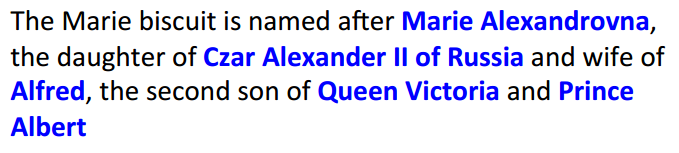 The Marie biscuit is named after Marie Alexandrovna,
the daughter of Czar Alexander II of Russia and wife of
Alfred, the second son of Queen Victoria and Prince
Albert